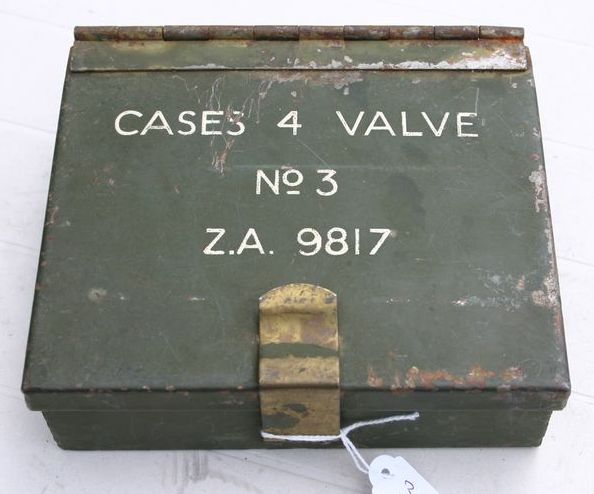 CASES 4 VALVE
Nº 3
Z.A. 9817